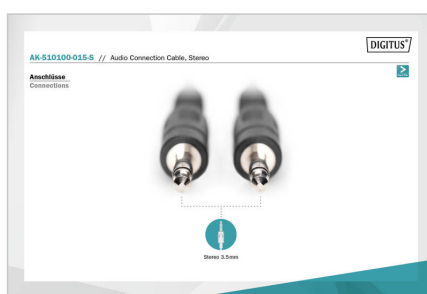 DIGITUS®
AK-510100-015-S // Audio Connection Cable, Stereo
Anschlüsse
Connections
Stereo 3.5mm